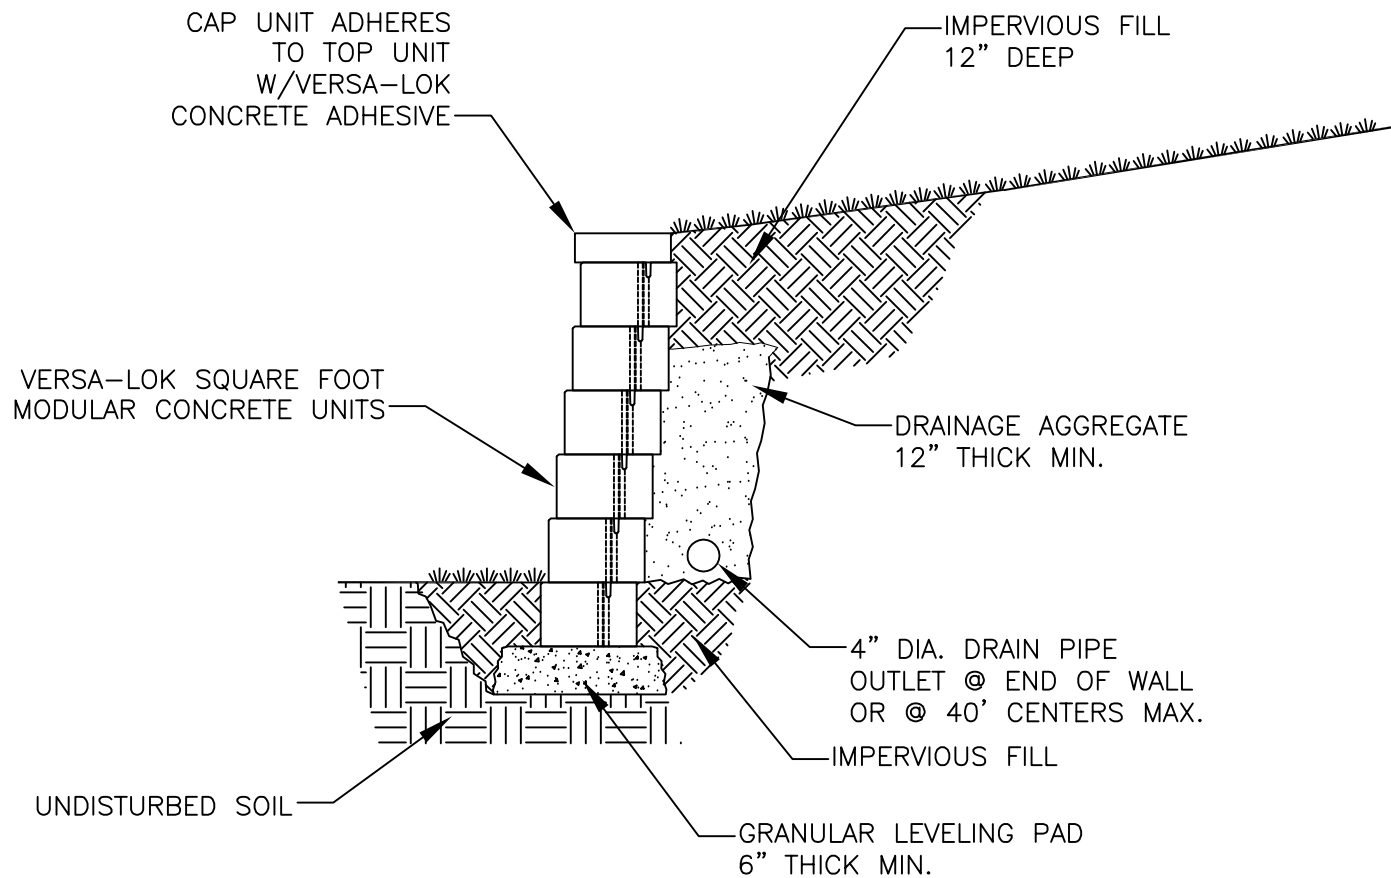 CAP UNIT ADHERES
TO TOP UNIT
W/VERSA–LOK
CONCRETE ADHESIVE
IMPERVIOUS FILL
12” DEEP
VERSA–LOK SQUARE FOOT
MODULAR CONCRETE UNITS
DRAINAGE AGGREGATE
12” THICK MIN.
4” DIA. DRAIN PIPE
OUTLET @ END OF WALL
OR @ 40’ CENTERS MAX.
IMPERVIOUS FILL
UNDISTURBED SOIL
GRANULAR LEVELING PAD
6” THICK MIN.